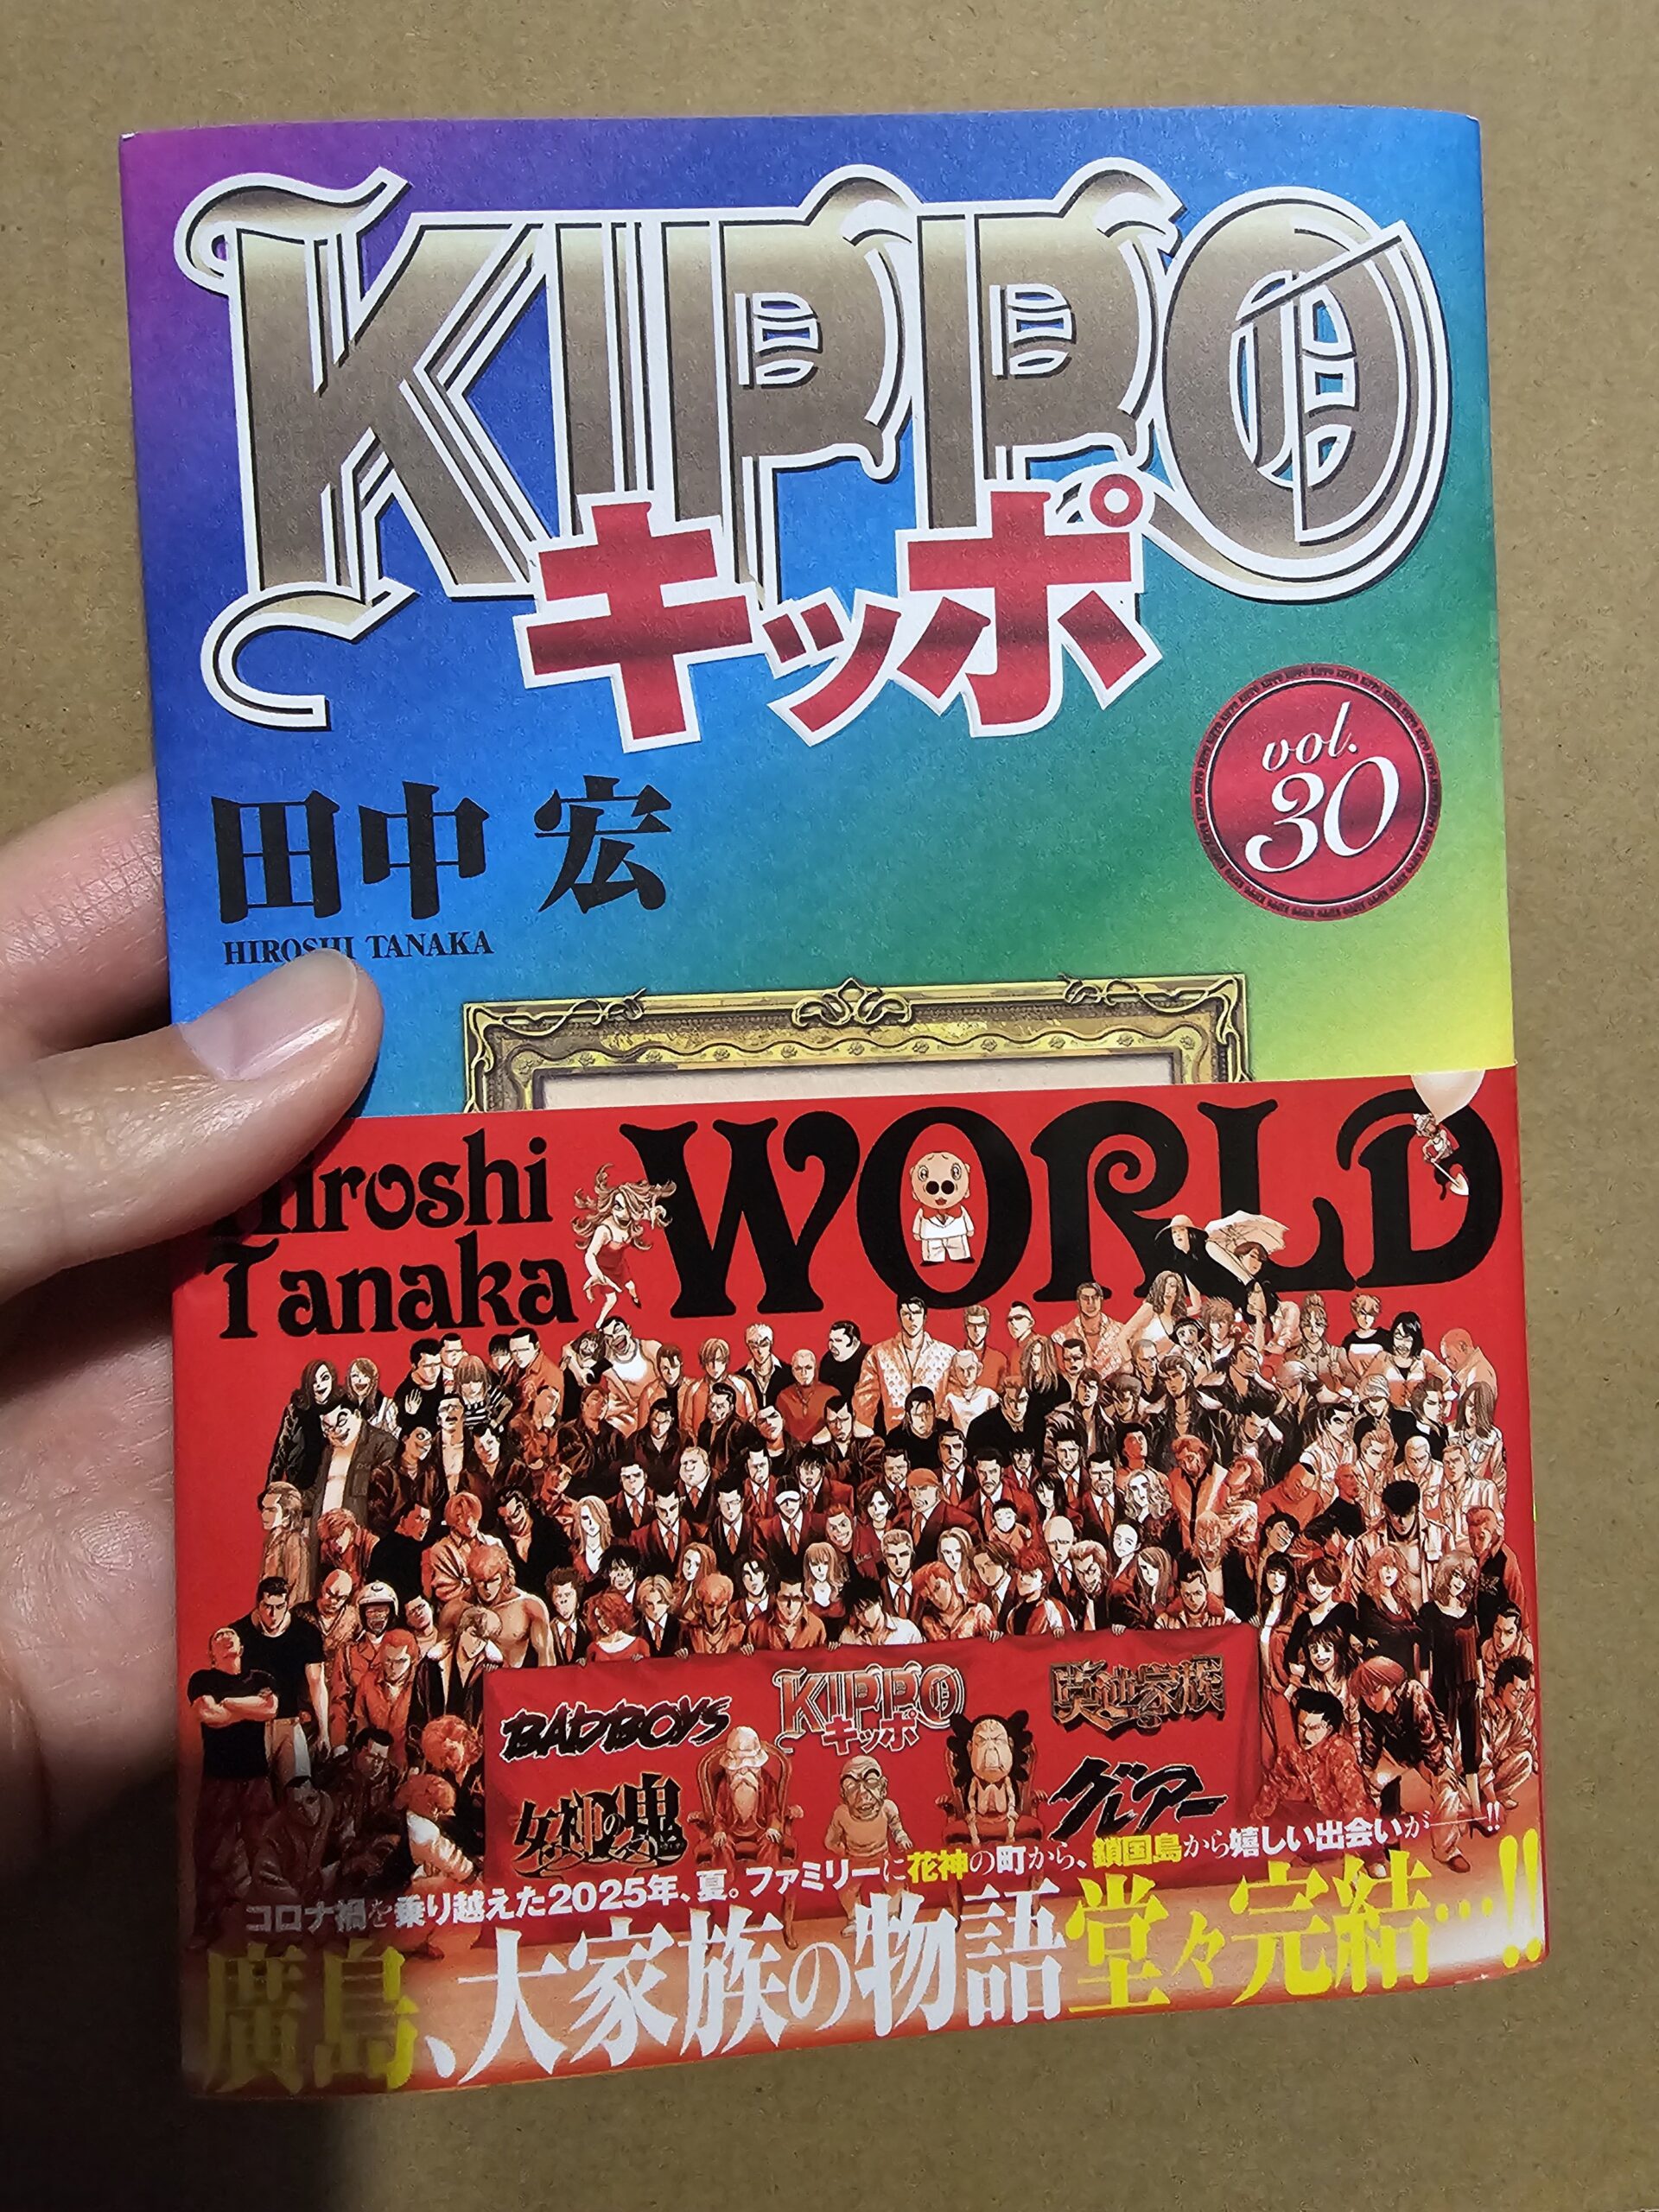 KIPPO
キッポ
vol.
30
田中 宏
HIROSHI TANAKA
Hiroshi
Tanaka
WORLD
BADBOYS
KIPPO
キッポ
莫逆家族
女神の鬼
グレアー
コロナ禍を乗り越えた2025年、夏。ファミリーに花神の町から、鎖国島から嬉しい出会いが──!!
廣島、大家族の物語堂々完結…!!